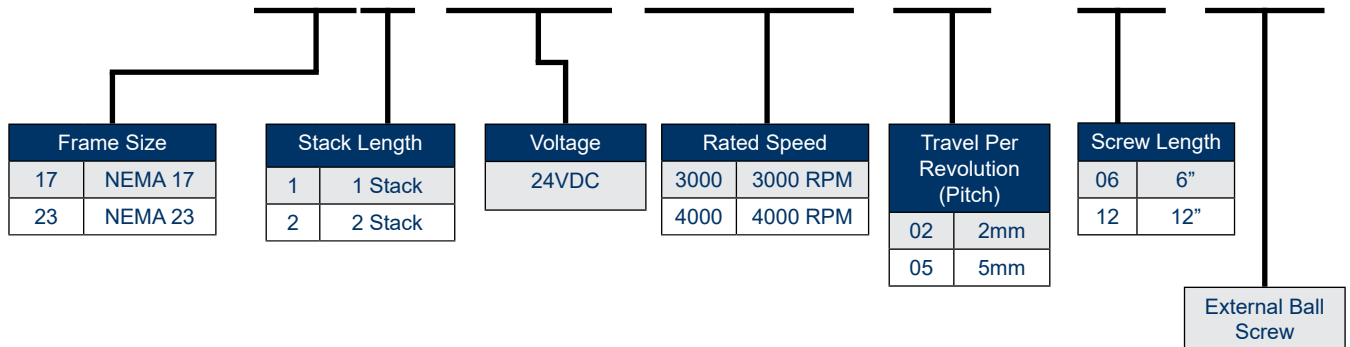 Frame Size
17 NEMA 17
23 NEMA 23
Stack Length
1 1 Stack
2 2 Stack
Voltage
24VDC
Rated Speed
3000 3000 RPM
4000 4000 RPM
Travel Per
Revolution
(Pitch)
02 2mm
05 5mm
Screw Length
06 6”
12 12”
External Ball
Screw